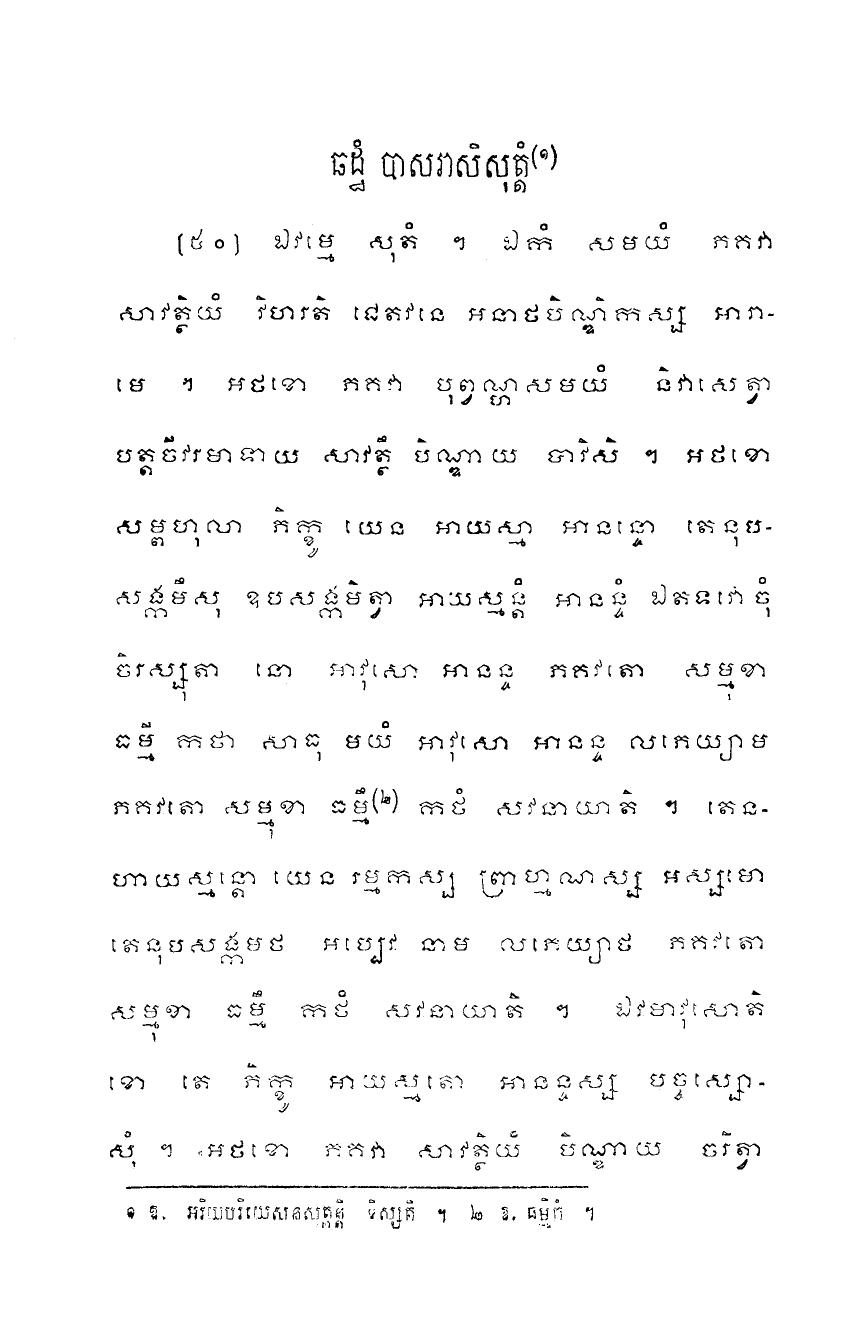 ឆដ្ឋំ បាសរាសិសុត្តំ(១)
[៥០] ឯវម្មេ សុតំ ។ ឯកំ សមយំ ភគវា
សាវត្ថិយំ វិហរតិ ជេតវនេ អនាថបិណ្ឌិកស្ស អារា-
មេ ។ អថខោ ភគវា បុព្វណ្ហសមយំ និវាសេត្វា
បត្តចីវរមាទាយ សាវត្ថឹ បិណ្ឌាយ បាវិសិ ។ អថខោ
សម្ពហុលា ភិក្ខូ យេន អាយស្មា អានន្ទោ តេនុប-
សង្កមឹសុ ឧបសង្កមិត្វា អាយស្មន្តំ អានន្ទំ ឯតទវោចុំ
ចិរស្សុតា នោ អាវុសោ អានន្ទ ភគវតោ សម្មុខា
ធម្មី កថា សាធុ មយំ អាវុសោ អានន្ទ លភេយ្យាម
ភគវតោ សម្មុខា ធម្មឹ(២) កថំ សវនាយាតិ ។ តេន-
ហាយស្មន្តោ យេន រម្មកស្ស ព្រាហ្មណស្ស អស្សមោ
តេនុបសង្កមថ អប្បេវ នាម លភេយ្យាថ ភគវតោ
សម្មុខា ធម្មឹ កថំ សវនាយាតិ ។ ឯវមាវុសោតិ
ខោ តេ ភិក្ខូ អាយស្មតោ អានន្ទស្ស បច្ចស្សោ-
សុំ ។ អថខោ ភគវា សាវត្ថិយំ បិណ្ឌាយ ចរិត្វា
១ ឱ. អរិយបរិយេសនសុត្តន្តិ ទិស្សតិ ។ ២ ឱ. ធម្មិកំ ។